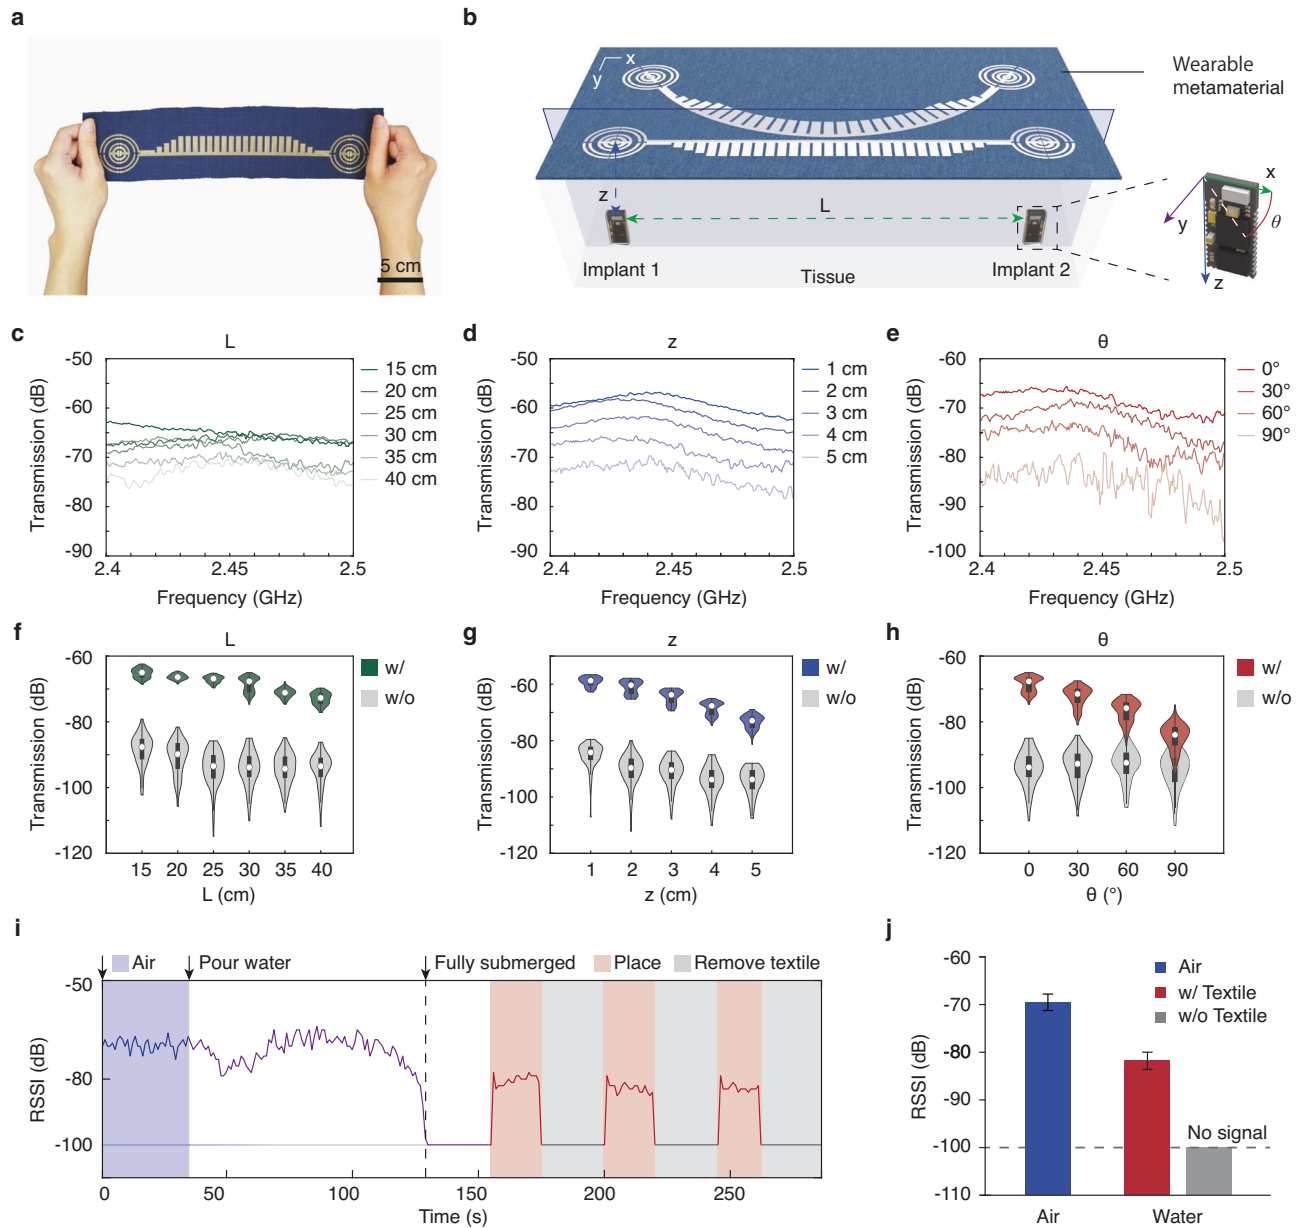 a
5 cm
b
x
y
Wearable
metamaterial
z
L
Implant 1
Implant 2
Tissue
x
y
θ
z
c
L
Transmission (dB)
-50
-60
-70
-80
-90
2.4
2.45
2.5
Frequency (GHz)
15 cm
20 cm
25 cm
30 cm
35 cm
40 cm
d
z
Transmission (dB)
-50
-60
-70
-80
-90
2.4
2.45
2.5
Frequency (GHz)
1 cm
2 cm
3 cm
4 cm
5 cm
e
θ
Transmission (dB)
-60
-70
-80
-90
-100
2.4
2.45
2.5
Frequency (GHz)
0°
30°
60°
90°
f
L
Transmission (dB)
-60
-80
-100
-120
15 20 25 30 35 40
L (cm)
w/
w/o
g
z
Transmission (dB)
-60
-80
-100
-120
1 2 3 4 5
z (cm)
w/
w/o
h
θ
Transmission (dB)
-60
-80
-100
-120
0 30 60 90
θ (°)
w/
w/o
i
Air
Pour water
Fully submerged
Place
Remove textile
RSSI (dB)
-50
-80
-100
0 50 100 150 200 250
Time (s)
j
RSSI (dB)
-60
-70
-80
-90
-100
-110
Air
w/ Textile
w/o Textile
No signal
Air
Water